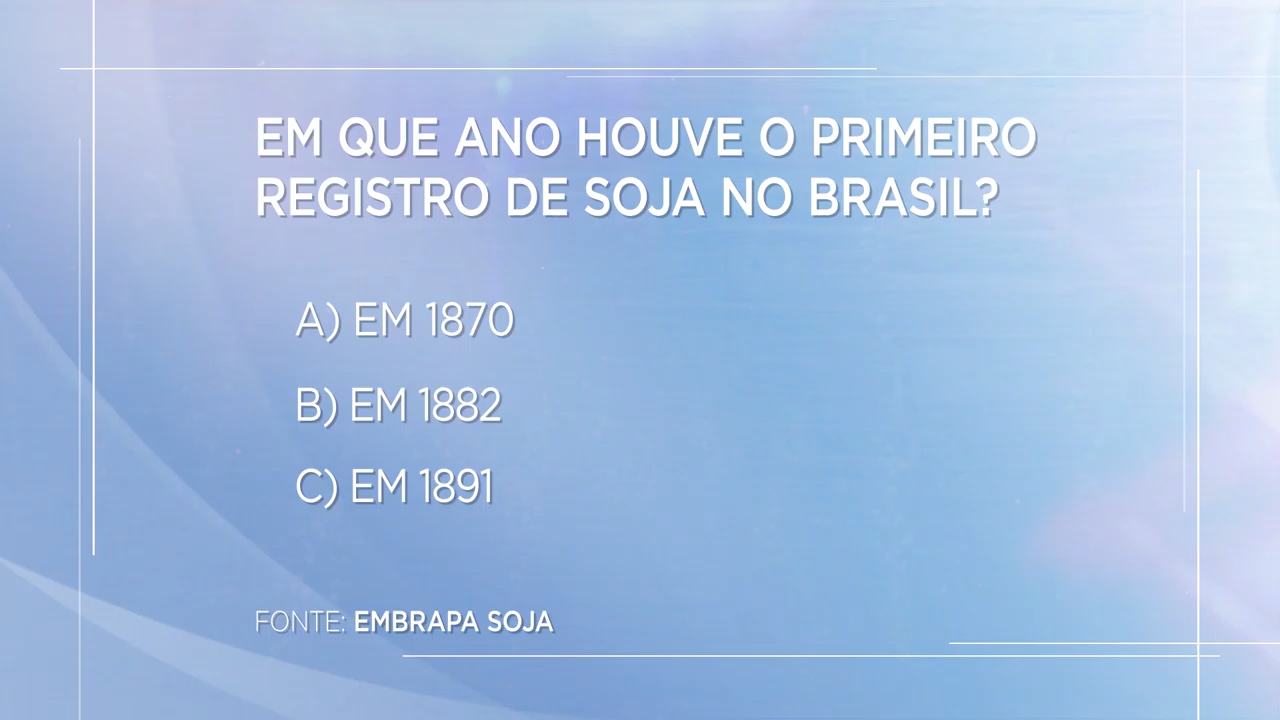 EM QUE ANO HOUVE O PRIMEIRO
REGISTRO DE SOJA NO BRASIL?
A) EM 1870
B) EM 1882
C) EM 1891
FONTE: EMBRAPA SOJA